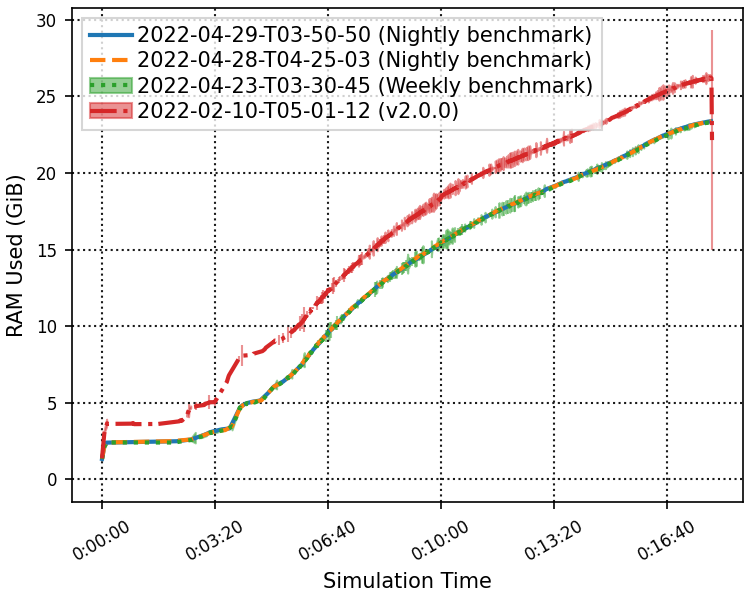 2022-04-29-T03-50-50 (Nightly benchmark)
2022-04-28-T04-25-03 (Nightly benchmark)
2022-04-23-T03-30-45 (Weekly benchmark)
2022-02-10-T05-01-12 (v2.0.0)
RAM Used (GiB)
30
25
20
15
10
5
0
0:00:00
0:03:20
0:06:40
0:10:00
0:13:20
0:16:40
Simulation Time